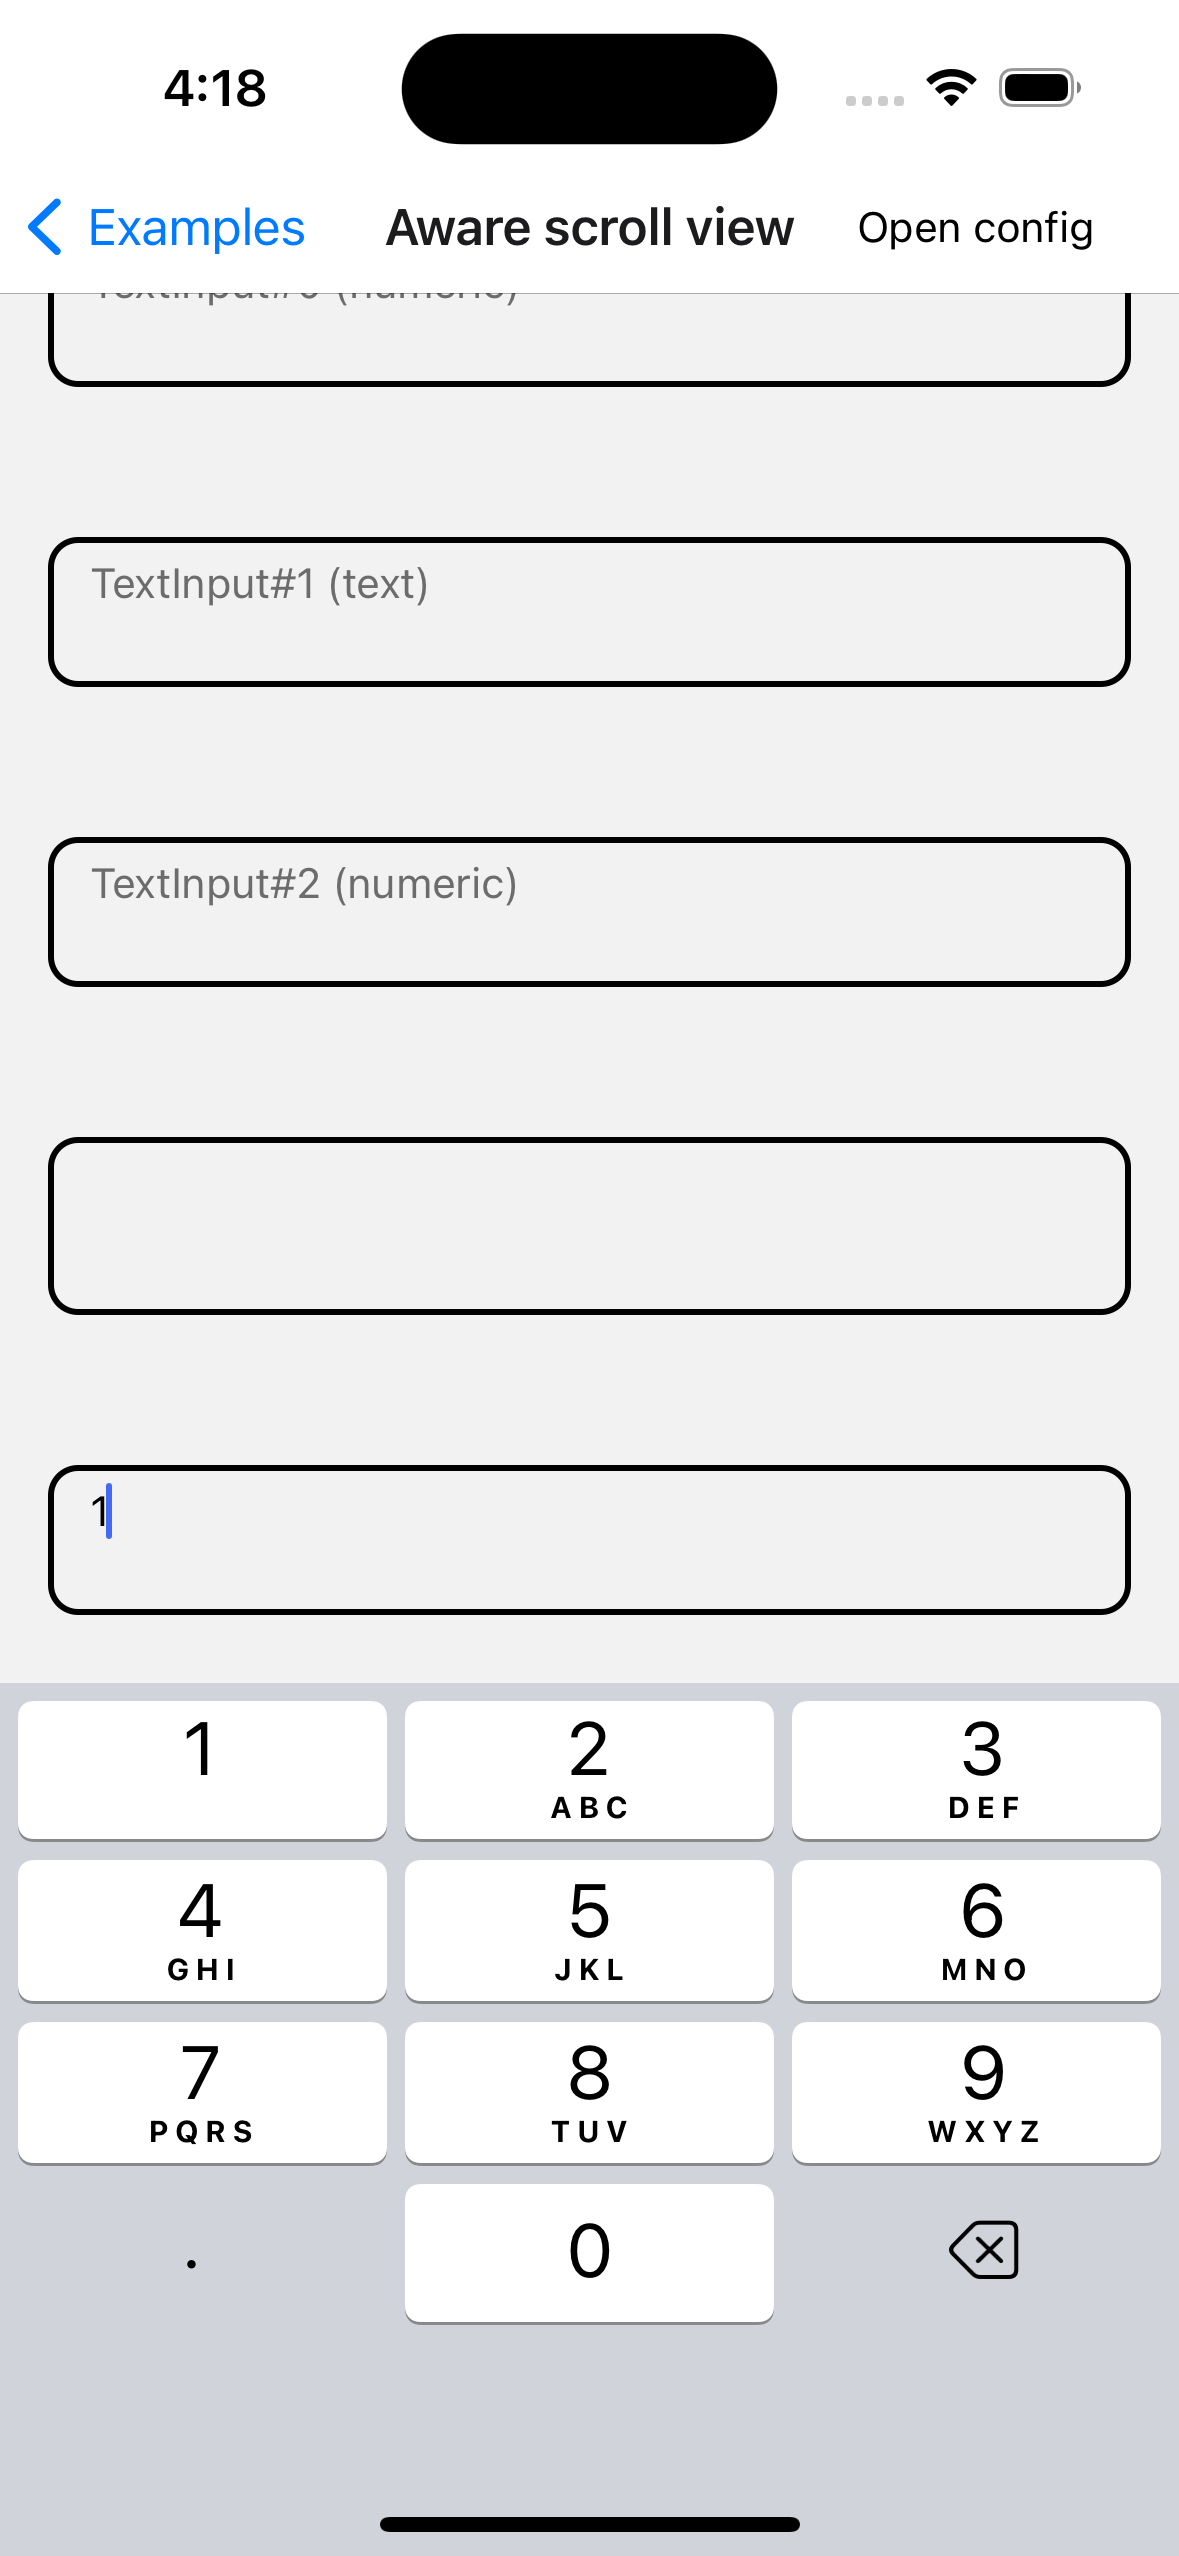 4:18
Examples
Aware scroll view
Open config
TextInput#1 (text)
TextInput#2 (numeric)
1
1
2
ABC
3
DEF
4
GHI
5
JKL
6
MNO
7
PQRS
8
TUV
9
WXYZ
.
0